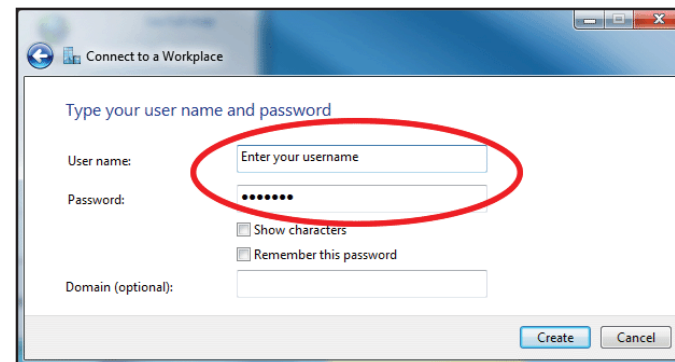 Connect to a Workplace
Type your user name and password
User name: Enter your username
Password: •••••••
Show characters
Remember this password
Domain (optional):
Create Cancel